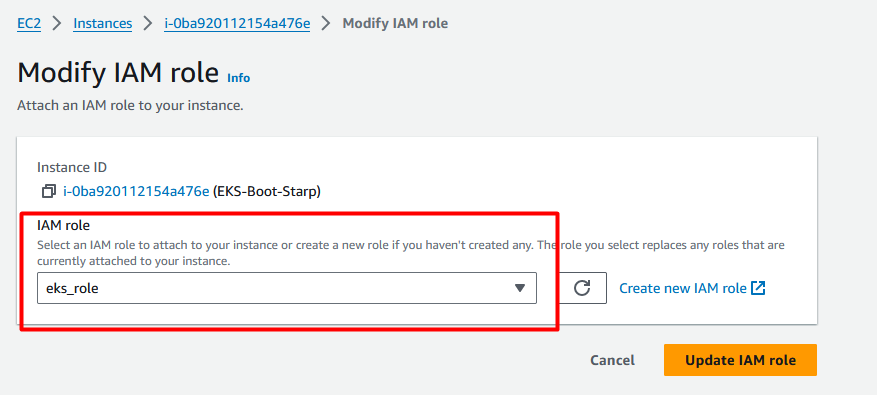 EC2 > Instances > i-0ba920112154a476e > Modify IAM role
Modify IAM role Info
Attach an IAM role to your instance.
Instance ID
i-0ba920112154a476e (EKS-Boot-Starp)
IAM role
Select an IAM role to attach to your instance or create a new role if you haven't created any. The role you select replaces any roles that are
currently attached to your instance.
eks_role
Create new IAM role
Cancel Update IAM role